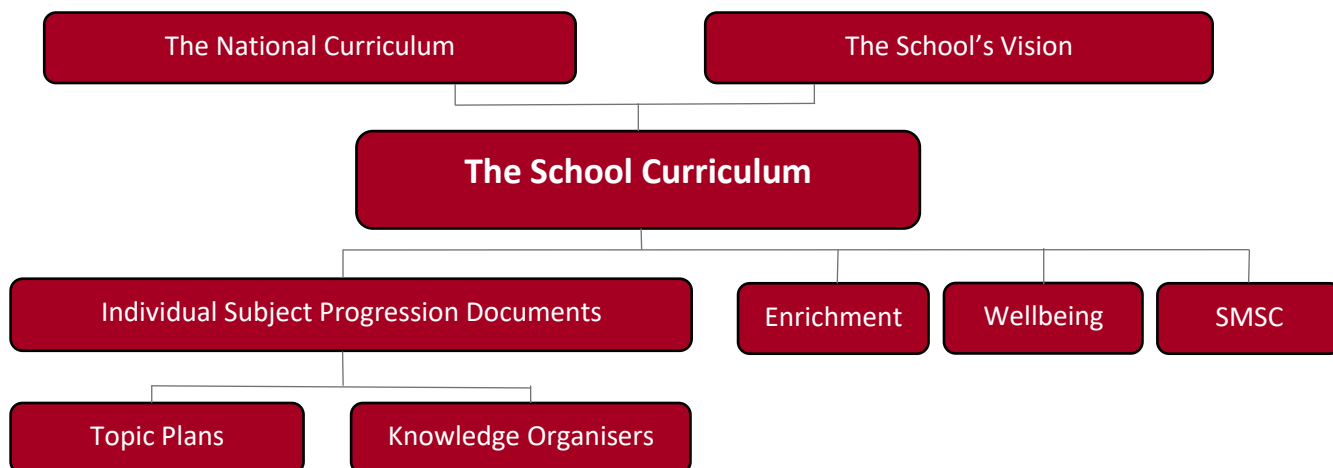 The National Curriculum
The School’s Vision
The School Curriculum
Individual Subject Progression Documents
Enrichment
Wellbeing
SMSC
Topic Plans
Knowledge Organisers